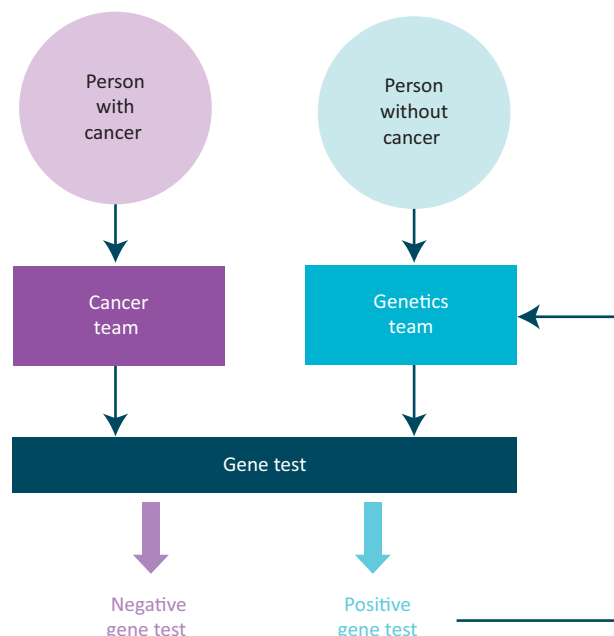 Person
with
cancer
Person
without
cancer
Cancer
team
Genetics
team
Gene test
Negative
gene test
Positive
gene test